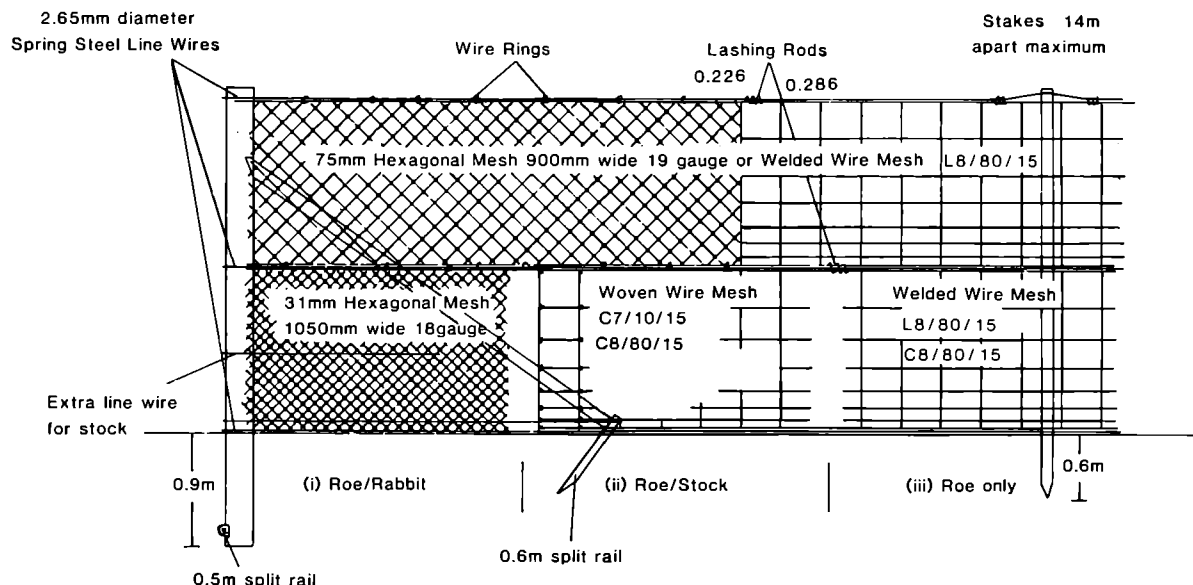 2.65mm diameter
Spring Steel Line Wires
Wire Rings
Lashing Rods
0.226
0.286
Stakes 14m
apart maximum
75mm Hexagonal Mesh 900mm wide 19 gauge or Welded Wire Mesh L8/80/15
31mm Hexagonal Mesh
1050mm wide 18gauge
Woven Wire Mesh
C7/10/15
C8/80/15
Welded Wire Mesh
L8/80/15
C8/80/15
Extra line wire
for stock
0.9m
(i) Roe/Rabbit
(ii) Roe/Stock
(iii) Roe only
0.6m
0.6m split rail
0.5m split rail